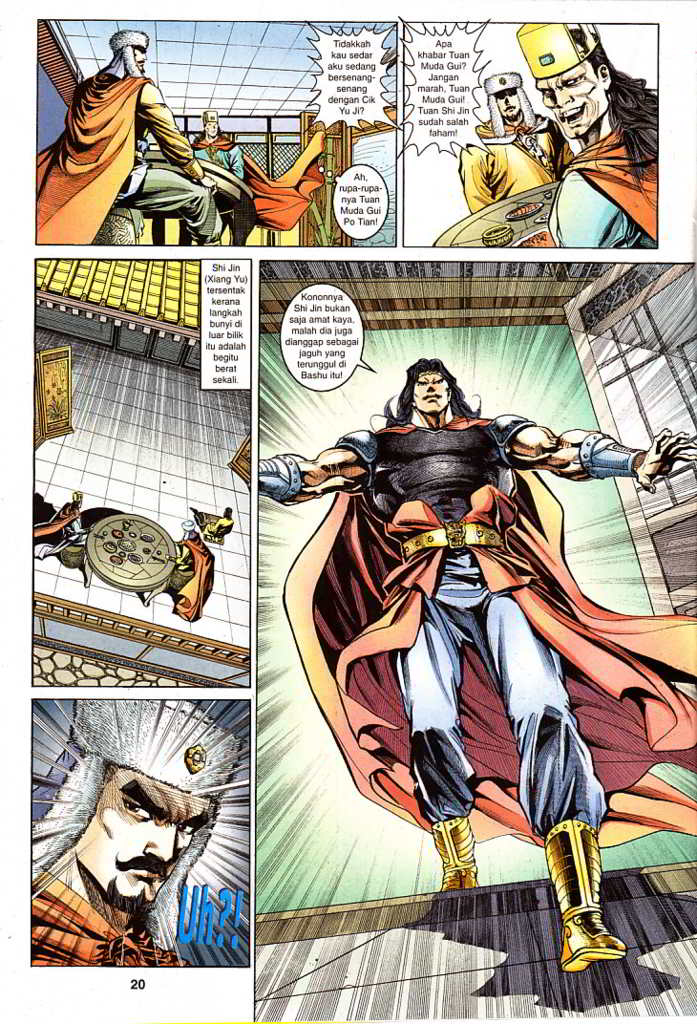 Tidakkah
kau sedar
aku sedang
bersenang-
senang
dengan Cik
Yu Ji?
Ah,
rupa-rupa-
nya Tuan
Muda Gui
Po Tian!
Apa
khabar Tuan
Muda Gui?
Jangan
marah, Tuan
Muda Gui!
Tuan Shi Jin
sudah salah
faham!
Shi Jin
(Xiang Yu)
tersentak
kerana
langkah
bunyi di
luar bilik
itu adalah
begitu
berat
sekali.
Kononnya
Shi Jin bukan
saja amat kaya,
malah dia juga
dianggap sebagai
jaguh yang
terunggul di
Bashu itu!
Uh?!
20